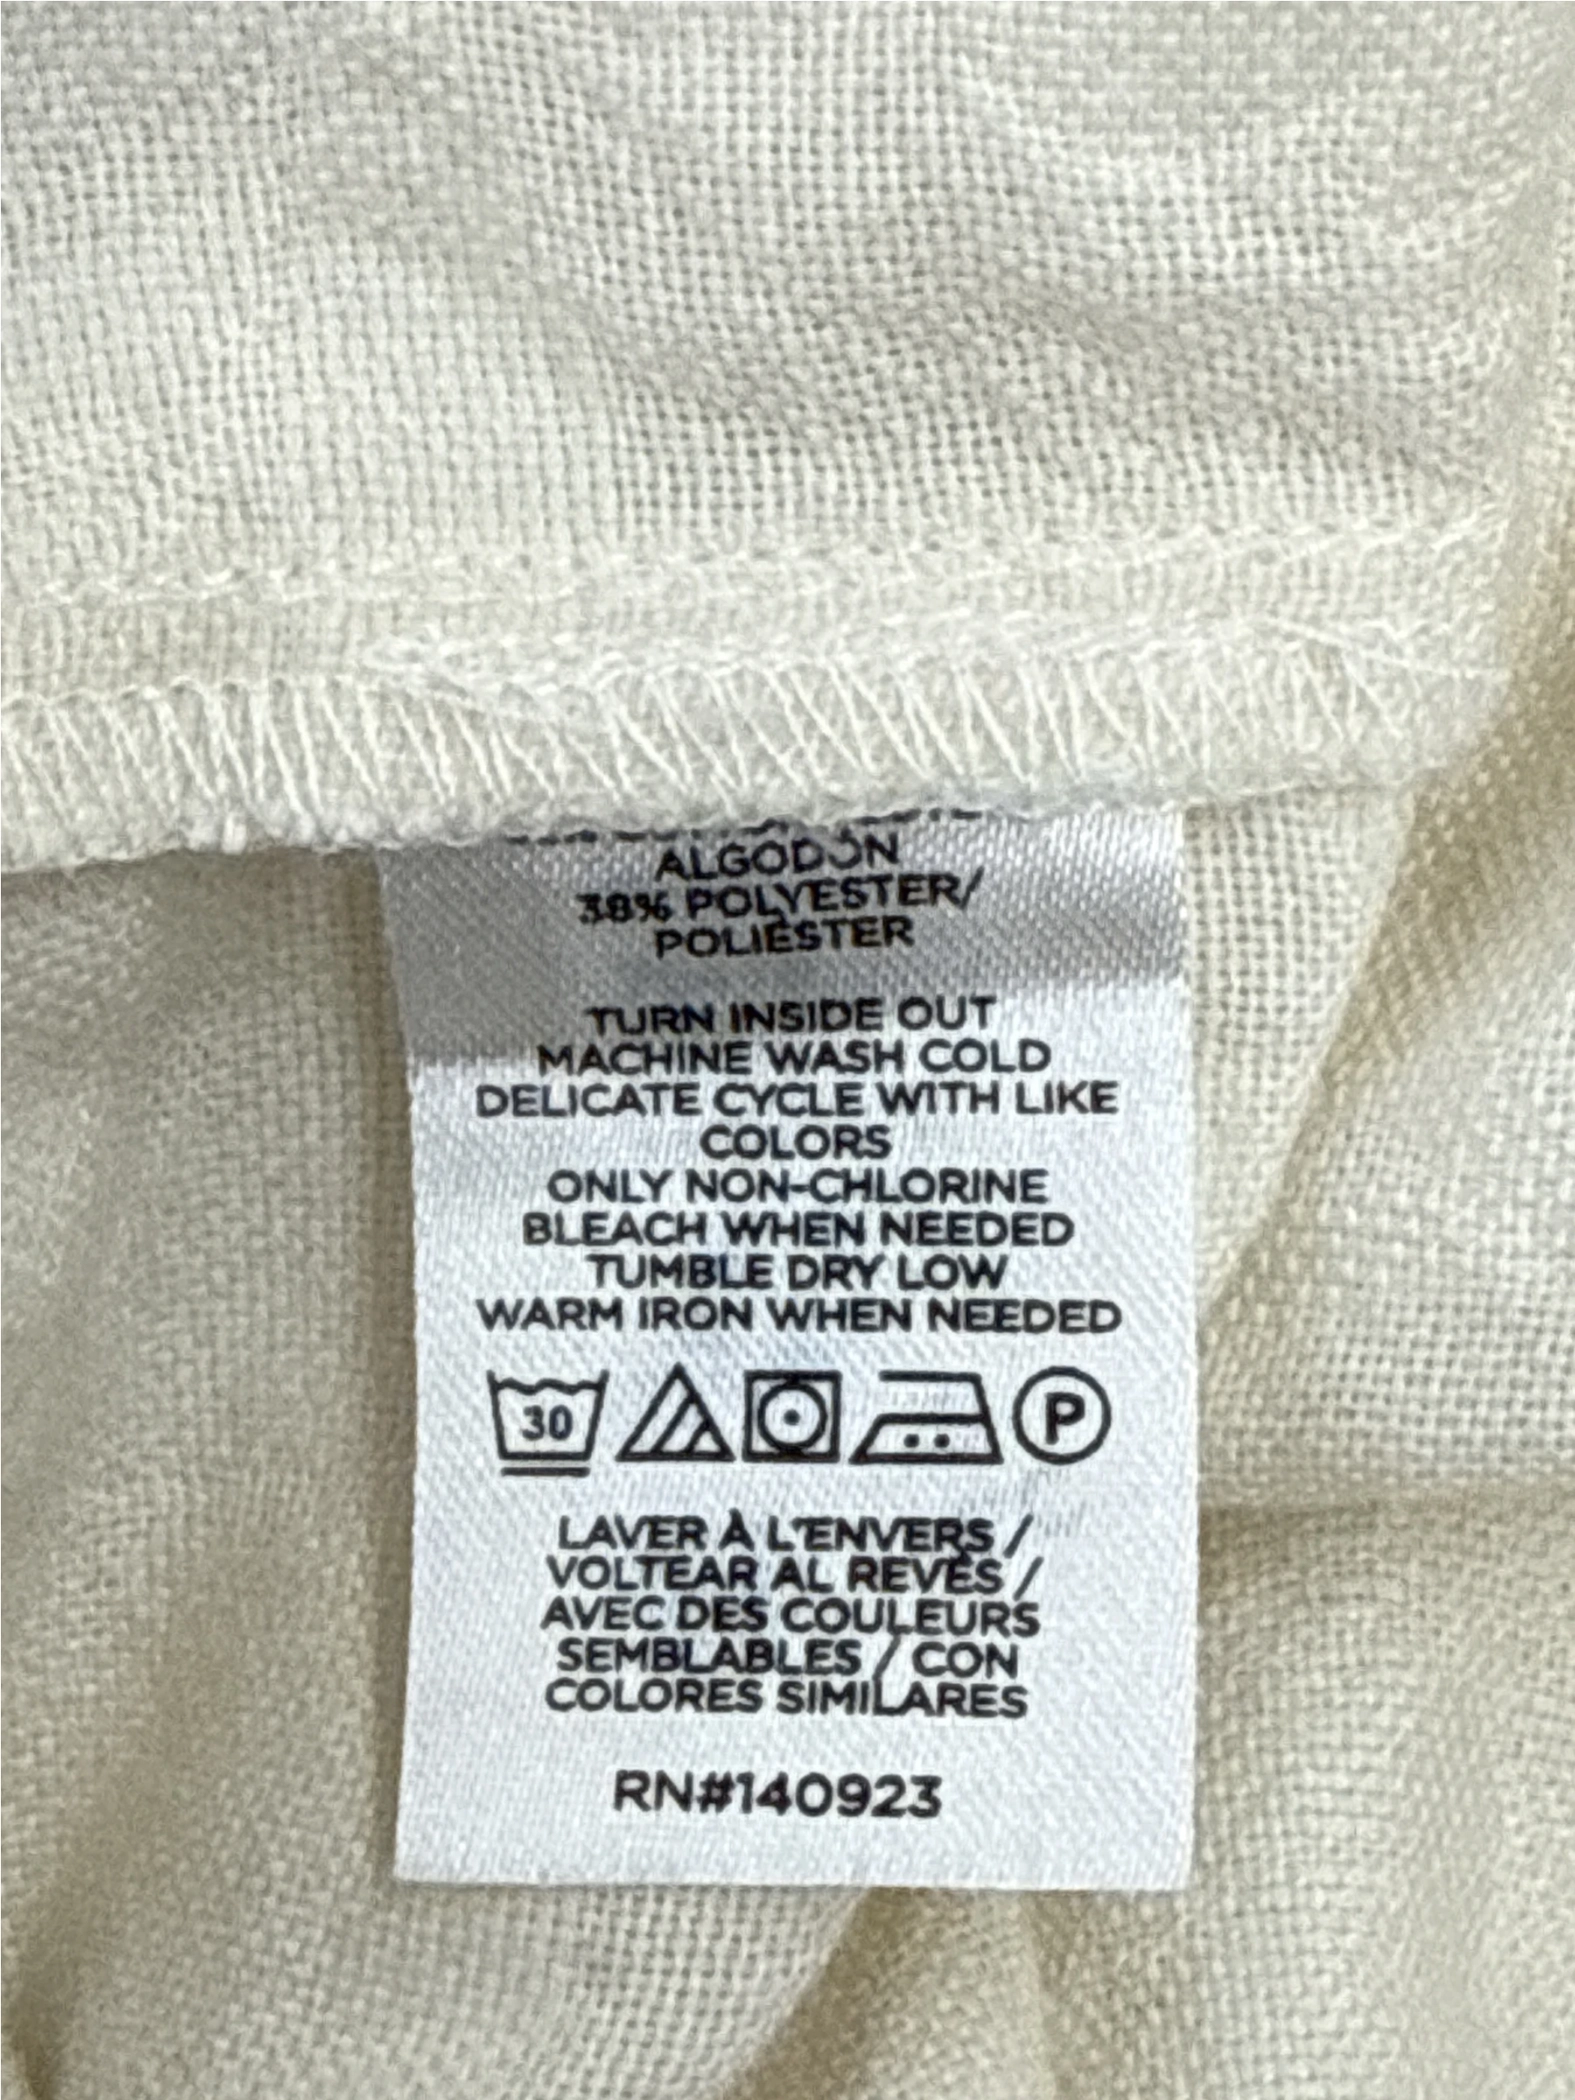 ALGODÓN
38% POLYESTER/
POLIÉSTER
TURN INSIDE OUT
MACHINE WASH COLD
DELICATE CYCLE WITH LIKE
COLORS
ONLY NON-CHLORINE
BLEACH WHEN NEEDED
TUMBLE DRY LOW
WARM IRON WHEN NEEDED
30 P
LAVER À L'ENVERS /
VOLTEAR AL REVÉS /
AVEC DES COULEURS
SEMBLABLES / CON
COLORES SIMILARES
RN#140923